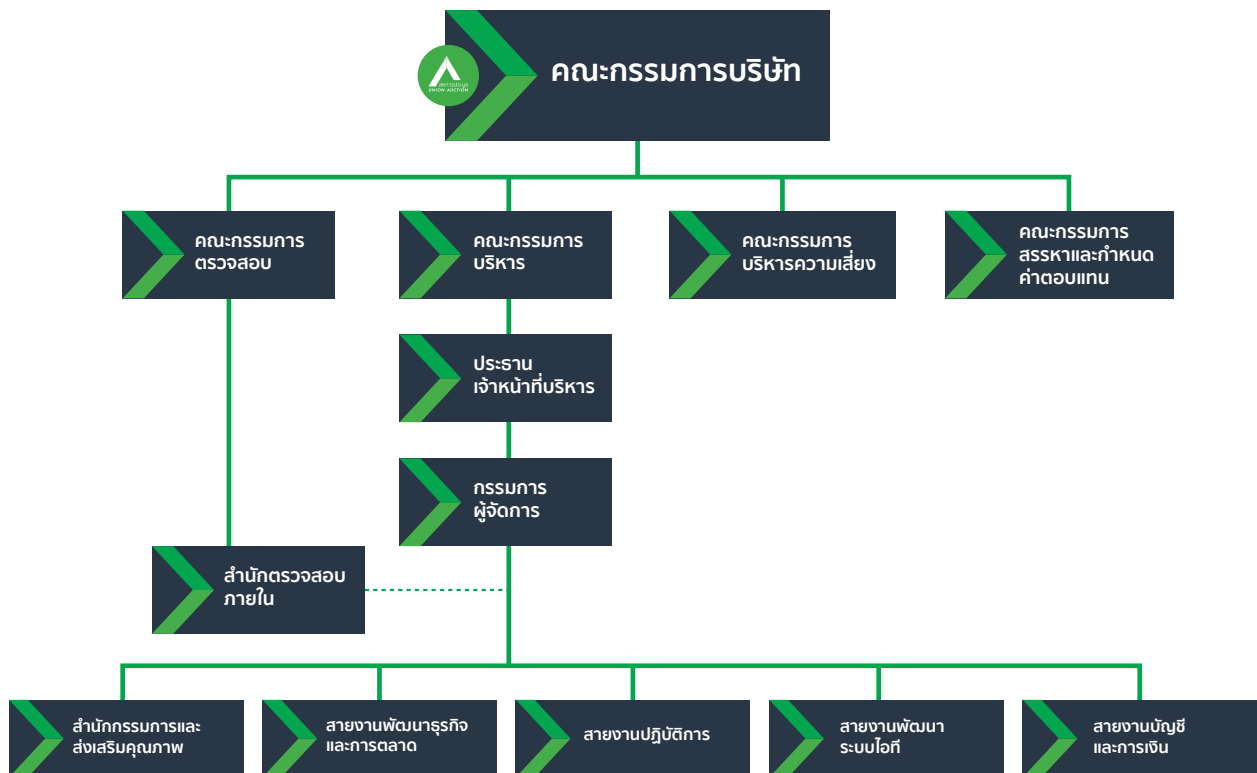 คณะกรรมการบริษัท
สหการประมูล
UNION AUCTION
คณะกรรมการ
ตรวจสอบ
คณะกรรมการ
บริหาร
คณะกรรมการ
บริหารความเสี่ยง
คณะกรรมการ
สรรหาและกำหนด
ค่าตอบแทน
ประธาน
เจ้าหน้าที่บริหาร
กรรมการ
ผู้จัดการ
สำนักตรวจสอบ
ภายใน
สำนักกรรมการและ
ส่งเสริมคุณภาพ
สายงานพัฒนาธุรกิจ
และการตลาด
สายงานปฏิบัติการ
สายงานพัฒนา
ระบบไอที
สายงานบัญชี
และการเงิน